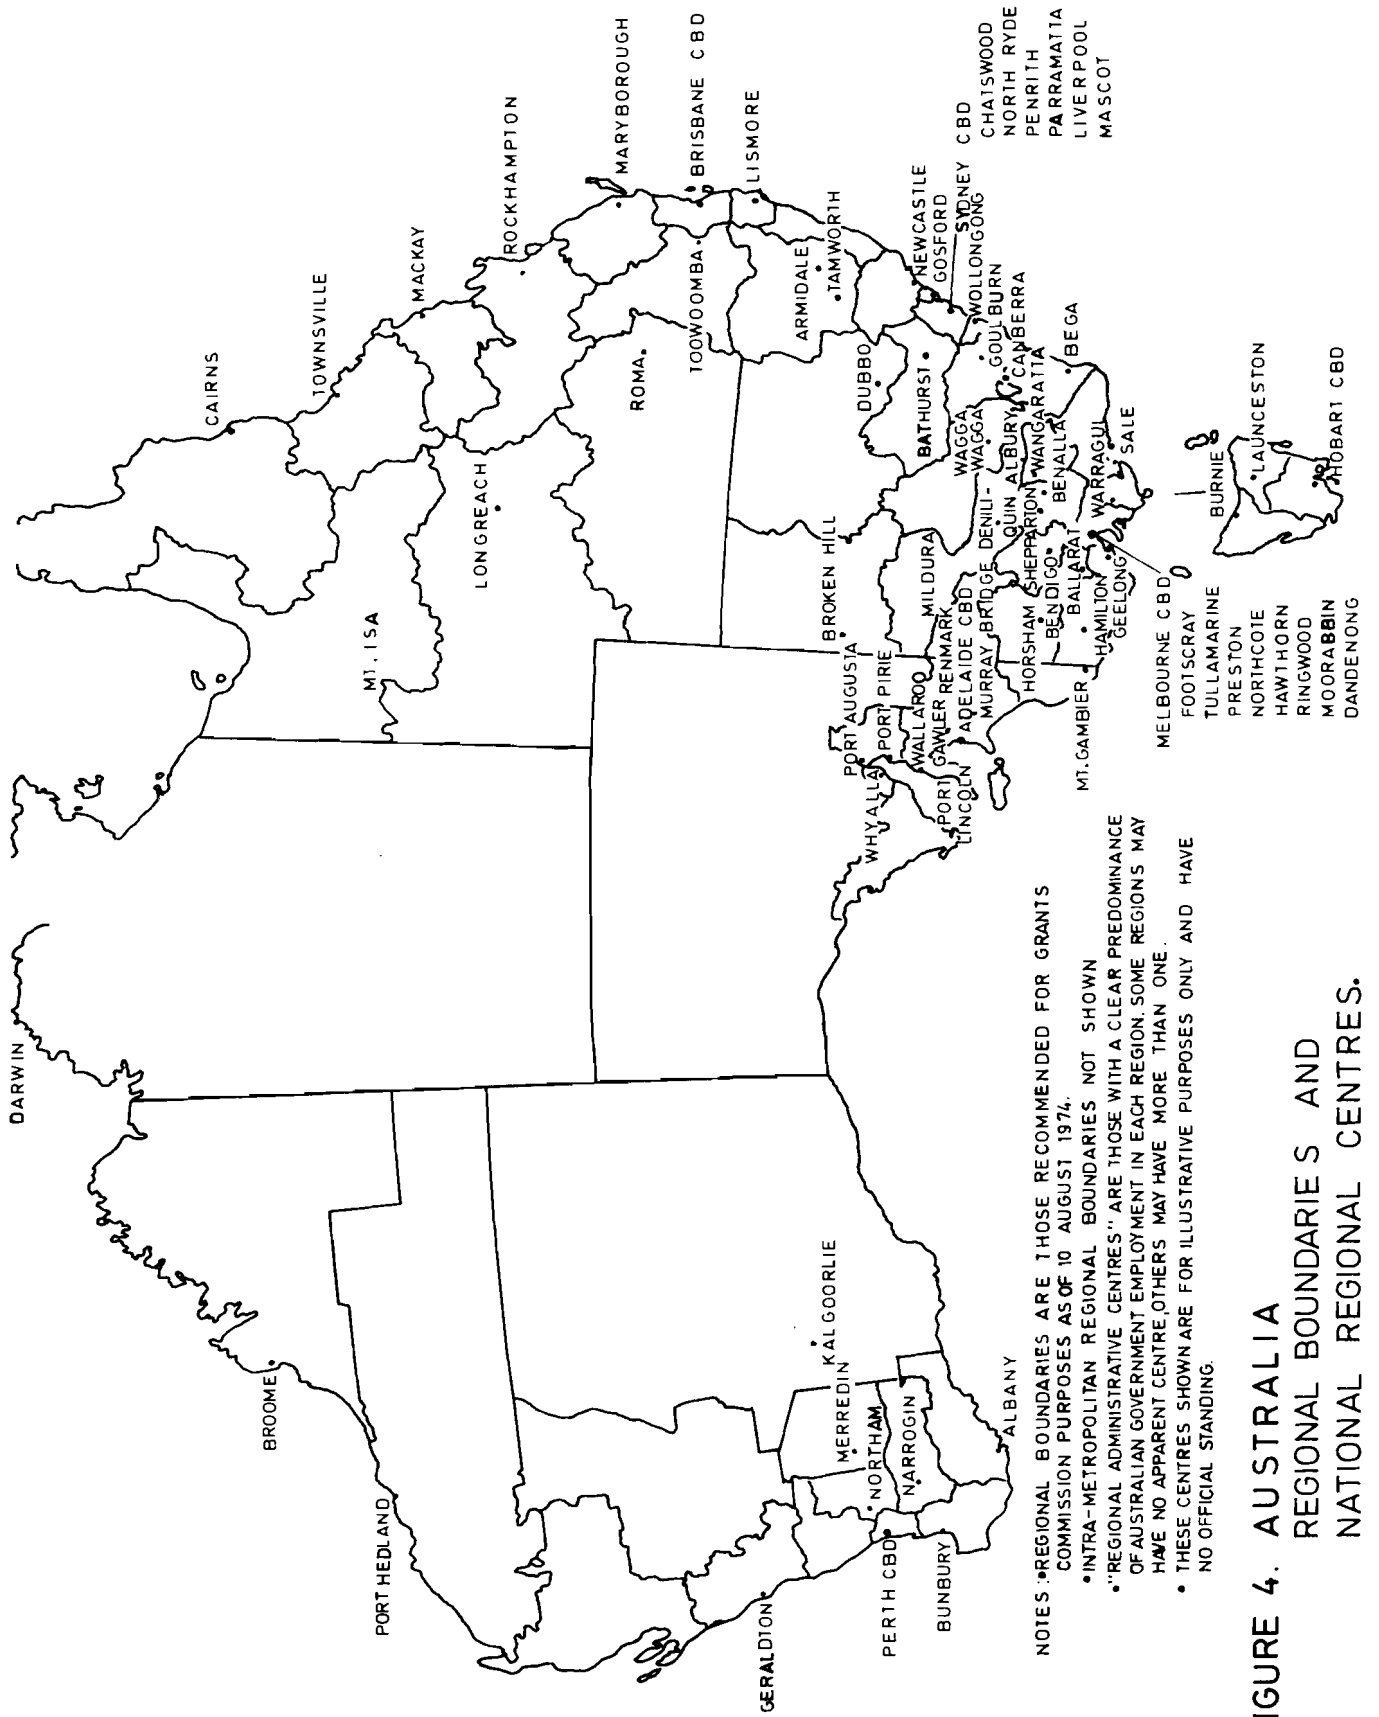 DARWIN
BROOME
PORT HEDLAND
GERALDTON
PERTH CBD
BUNBURY
NORTHAM
NARROGIN
MERREDIN
KALGOORLIE
ALBANY
CAIRNS
TOWNSVILLE
MACKAY
ROCKHAMPTON
MT. ISA
LONGREACH
MARYBOROUGH
ROMA
TOOWOOMBA
BRISBANE CBD
LISMORE
ARMIDALE
TAMWORTH
DUBBO
BATHURST
NEWCASTLE
GOSFORD
SYDNEY CBD
CHATSWOOD
NORTH RYDE
PENRITH
PARRAMATTA
LIVERPOOL
MASCOT
WOLLONGONG
GOULBURN
CANBERRA
BEGA
WAGGA
WAGGA
BROKEN HILL
PORT AUGUSTA
PORT PIRIE
WHYALLA
WALLAROO
PORT
LINCOLN
GAWLER
RENMARK
ADELAIDE CBD
MURRAY BRIDGE
MILDURA
DENILI-
QUIN
ALBURY
HORSHAM
SHEPPARTON
WANGARATTA
BENDIGO
BENALLA
BALLARAT
HAMILTON
WARRAGUL
GEELONG
SALE
MT. GAMBIER
MELBOURNE CBD
FOOTSCRAY
TULLAMARINE
PRESTON
NORTHCOTE
HAWTHORN
RINGWOOD
MOORABBIN
DANDENONG
BURNIE
LAUNCESTON
HOBART CBD
NOTES : •REGIONAL BOUNDARIES ARE THOSE RECOMMENDED FOR GRANTS
COMMISSION PURPOSES AS OF 10 AUGUST 1974.
•INTRA-METROPOLITAN REGIONAL BOUNDARIES NOT SHOWN
•"REGIONAL ADMINISTRATIVE CENTRES" ARE THOSE WITH A CLEAR PREDOMINANCE
OF AUSTRALIAN GOVERNMENT EMPLOYMENT IN EACH REGION. SOME REGIONS MAY
HAVE NO APPARENT CENTRE, OTHERS MAY HAVE MORE THAN ONE.
• THESE CENTRES SHOWN ARE FOR ILLUSTRATIVE PURPOSES ONLY AND HAVE
NO OFFICIAL STANDING.
IGURE 4. AUSTRALIA
REGIONAL BOUNDARIES AND
NATIONAL REGIONAL CENTRES.